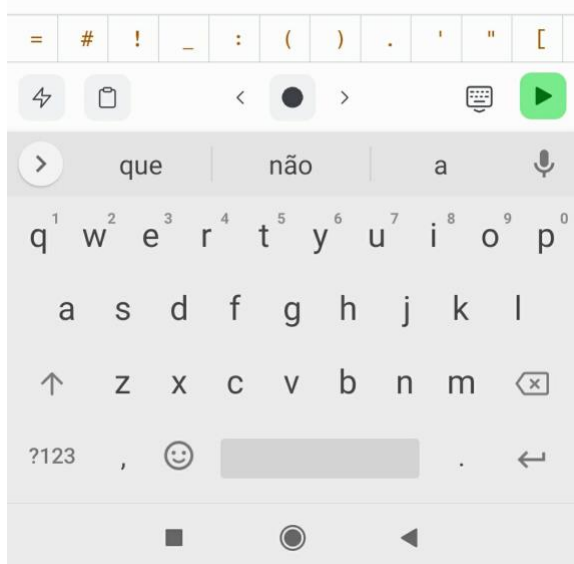 = # ! _ : ( ) . ' " [
< >
> que não a
q 1 w 2 e 3 r 4 t 5 y 6 u 7 i 8 o 9 p 0
a s d f g h j k l
z x c v b n m
?123 , .